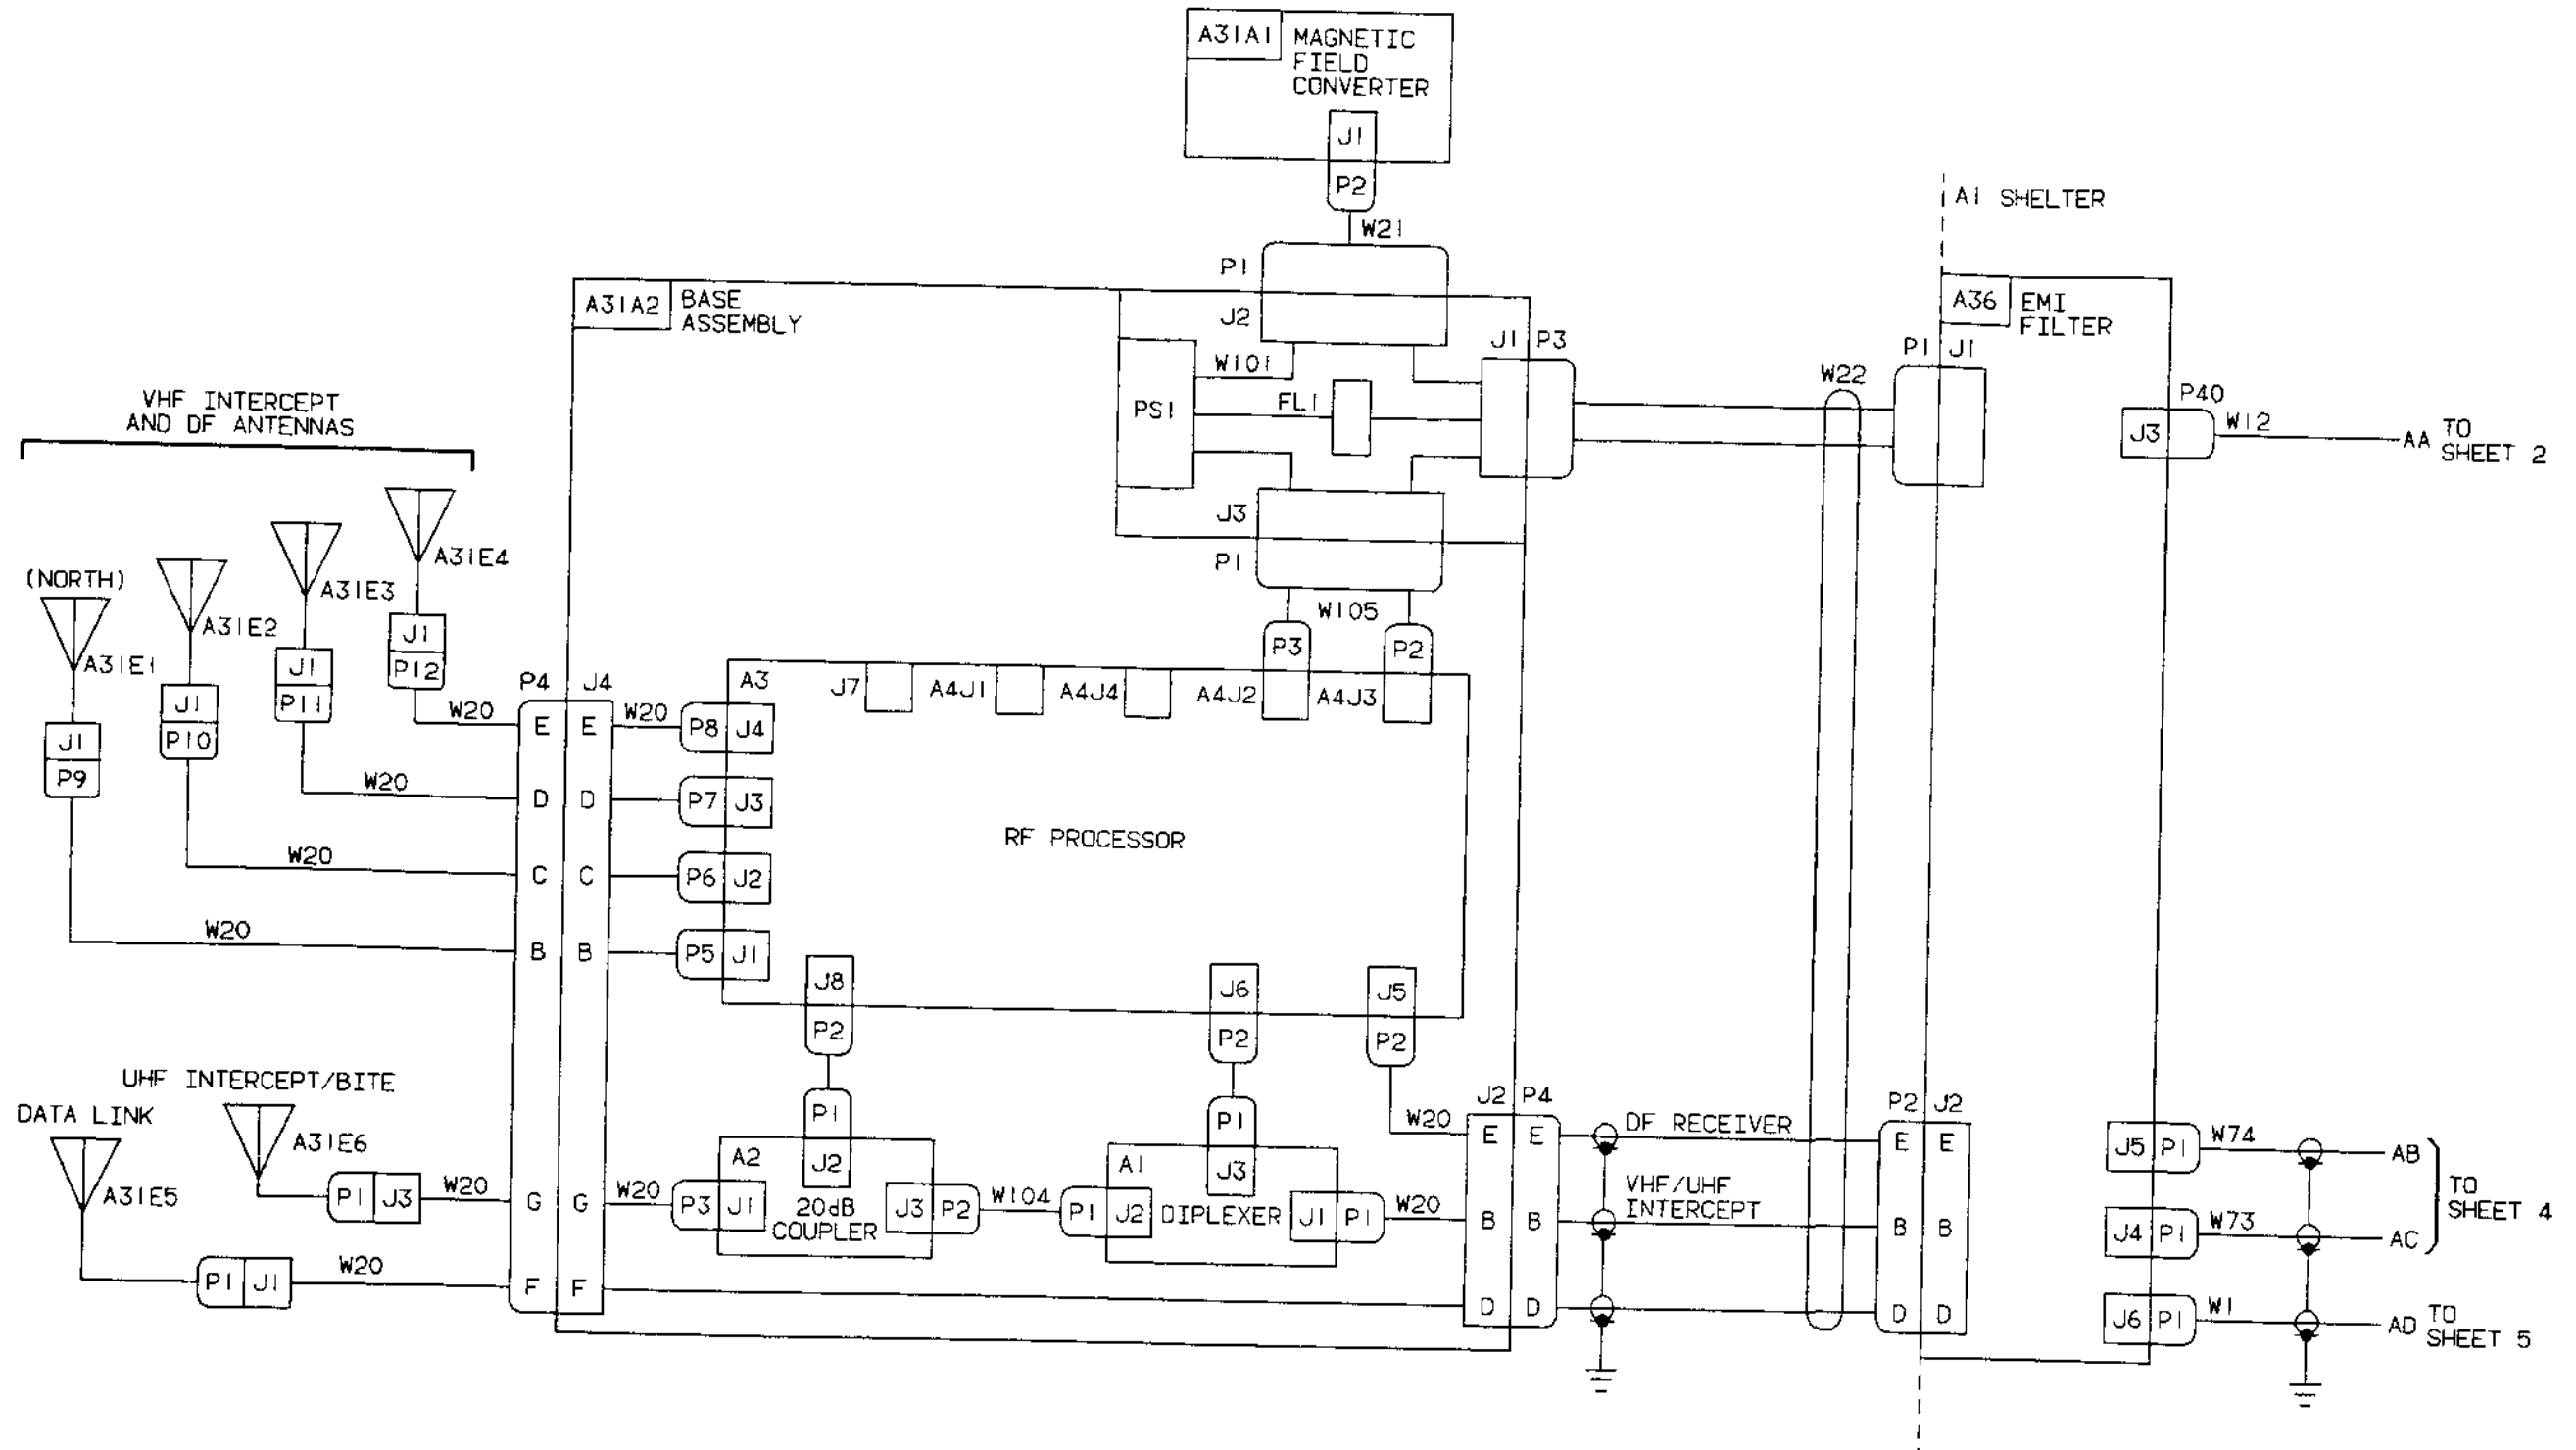 A31A1
MAGNETIC
FIELD
CONVERTER
J1
P2
W21
A1 SHELTER
P1
A31A2
BASE
ASSEMBLY
J2
A36
EMI
FILTER
J1 P3
P1 J1
W101
W22
PS1
FL1
J3
P40
W12
AA TO
SHEET 2
VHF INTERCEPT
AND DF ANTENNAS
J3
P1
W105
P3
P2
(NORTH)
A31E1
A31E2
A31E3
A31E4
J1
P9
J1
P10
J1
P11
J1
P12
W20
W20
W20
W20
P4 J4
E E
D D
C C
B B
G G
F F
W20
P8 J4
P7 J3
P6 J2
P5 J1
A3
J7
A4J1
A4J4
A4J2
A4J3
RF PROCESSOR
J8
P2
J6
P2
J5
P2
UHF INTERCEPT/BITE
DATA LINK
A31E6
A31E5
P1 J3
W20
P1 J1
W20
W20
P3 J1
A2
P1
J2
20dB
COUPLER
J3 P2
W104
P1 J2
A1
P1
J3
DIPLEXER
J1 P1
W20
W20
J2 P4
E E
B B
D D
DF RECEIVER
VHF/UHF
INTERCEPT
P2 J2
E E
B B
D D
J5 P1
W74
AB
J4 P1
W73
AC
TO
SHEET 4
J6 P1
W1
AD TO
SHEET 5